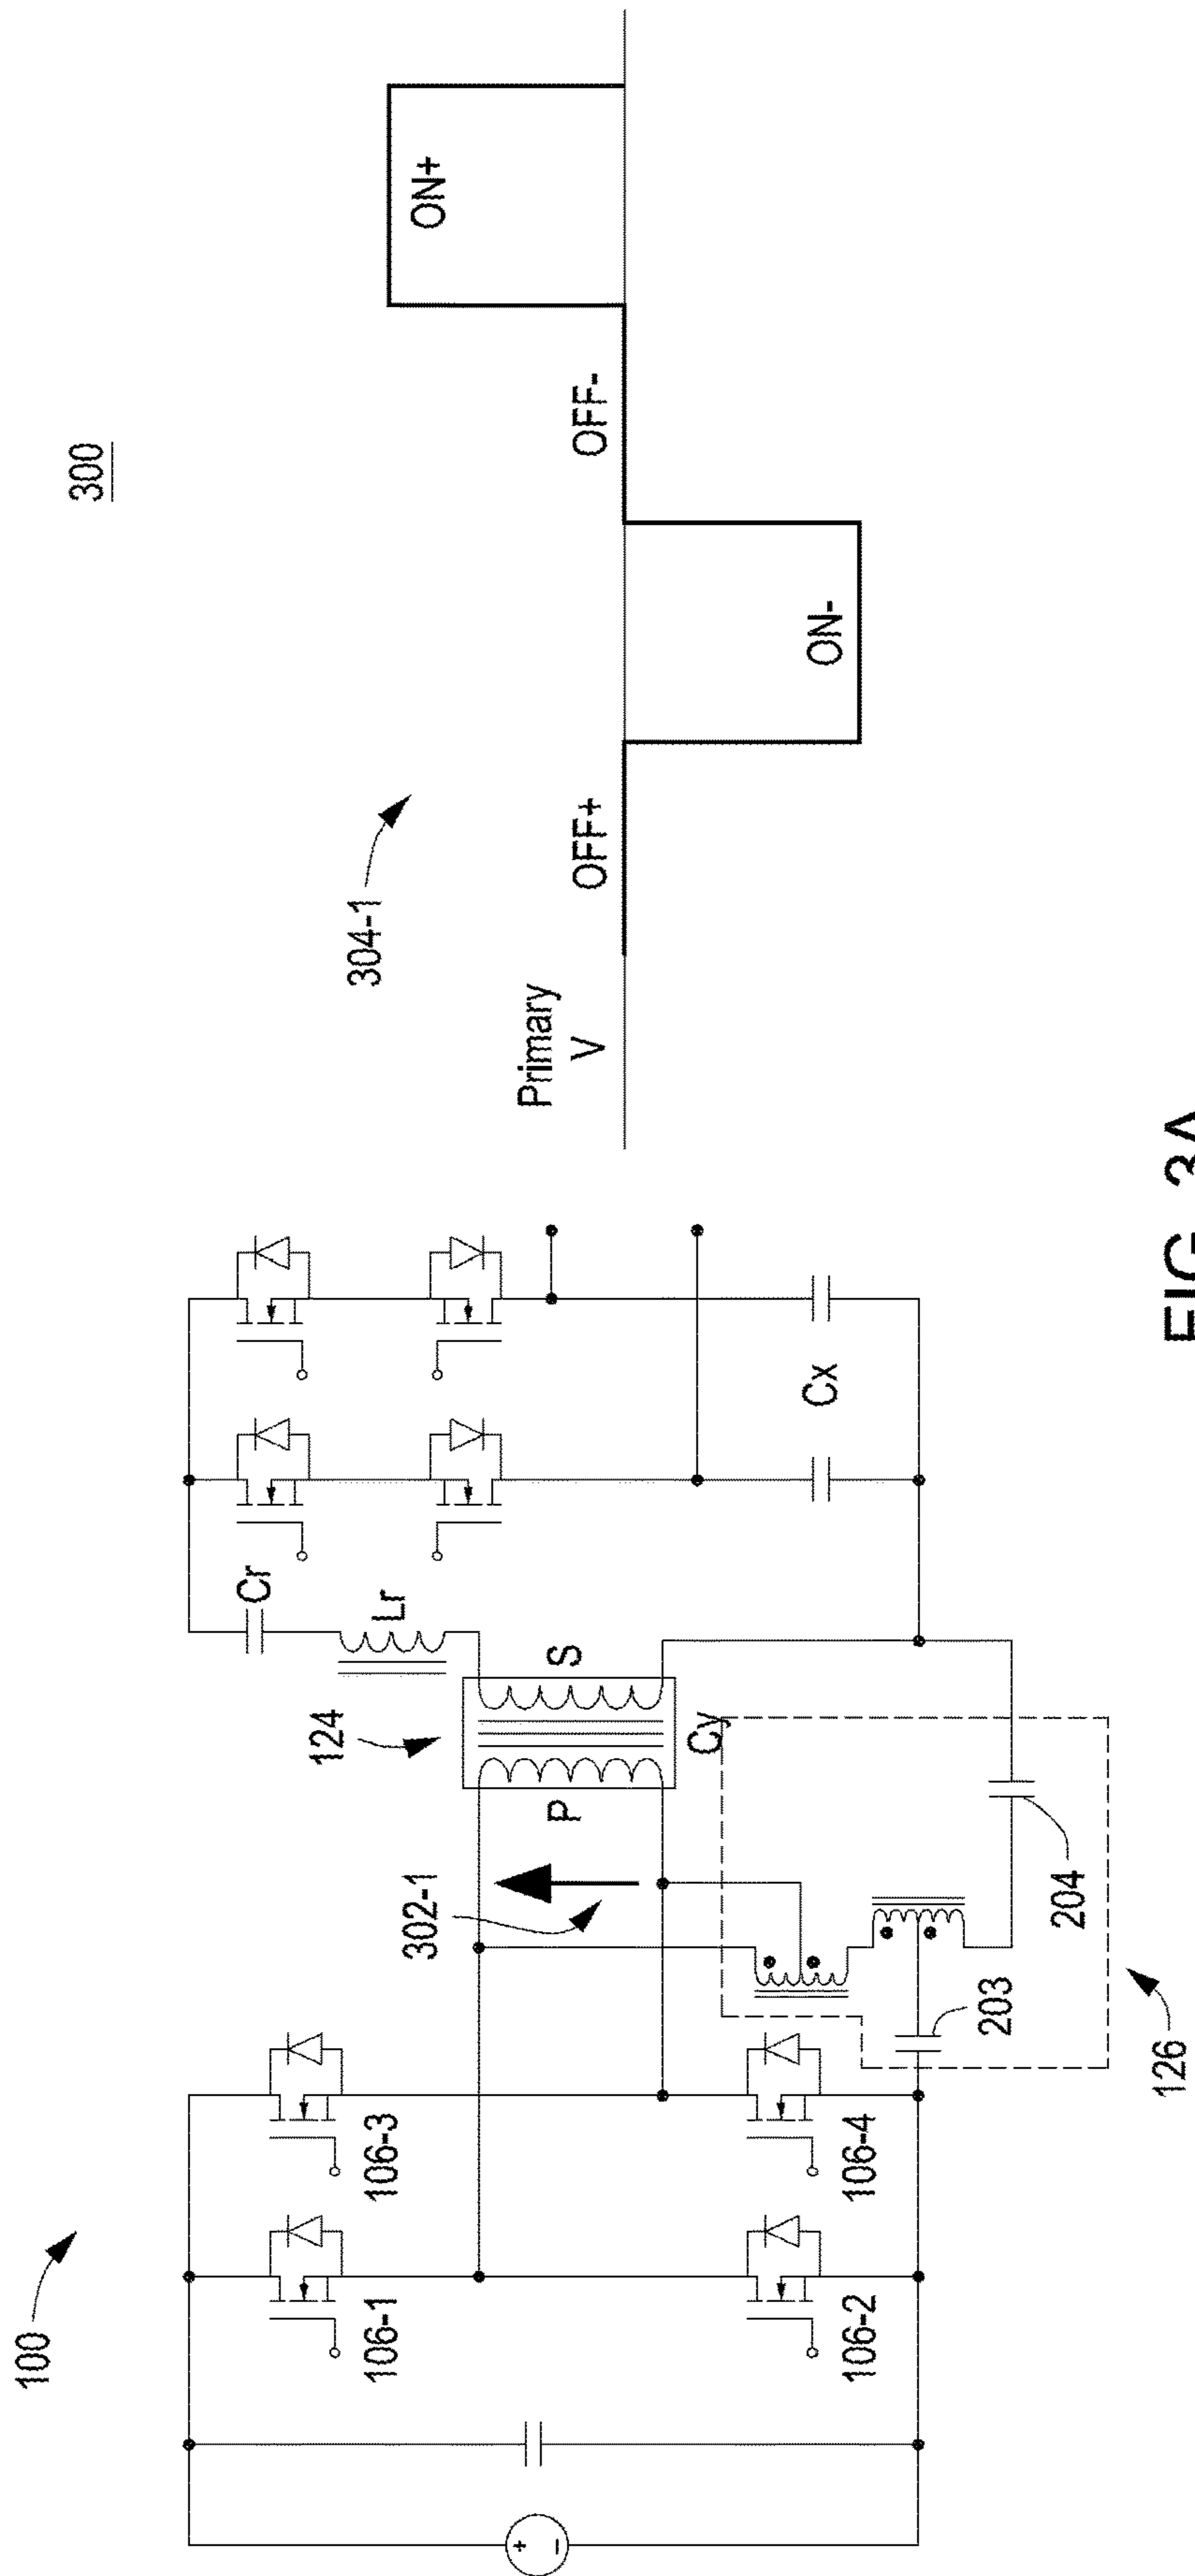 300
100
304-1
Primary
V
OFF+
ON-
OFF-
ON+
106-1
106-3
106-2
106-4
302-1
124
P
S
Cy
Cr
Lr
Cx
203
204
126
+
-
FIG. 3A